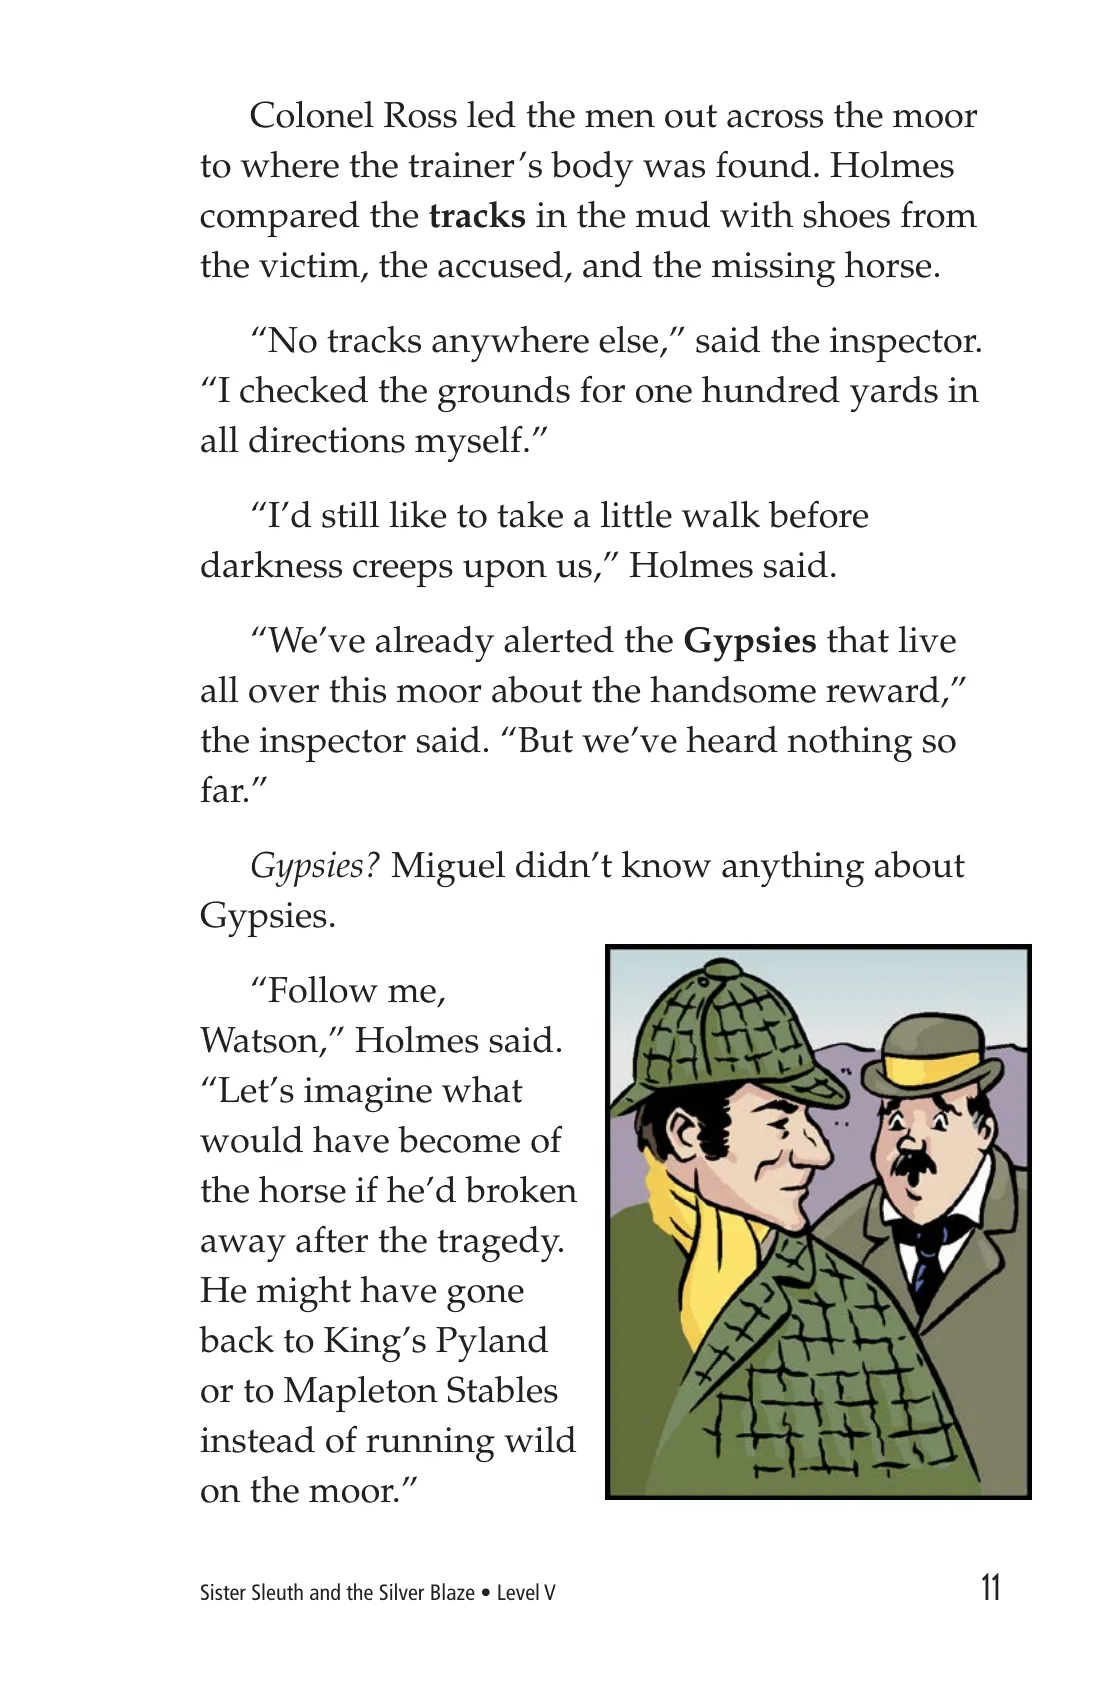 Colonel Ross led the men out across the moor
to where the trainer’s body was found. Holmes
compared the tracks in the mud with shoes from
the victim, the accused, and the missing horse.
“No tracks anywhere else,” said the inspector.
“I checked the grounds for one hundred yards in
all directions myself.”
“I’d still like to take a little walk before
darkness creeps upon us,” Holmes said.
“We’ve already alerted the Gypsies that live
all over this moor about the handsome reward,”
the inspector said. “But we’ve heard nothing so
far.”
Gypsies? Miguel didn’t know anything about
Gypsies.
“Follow me,
Watson,” Holmes said.
“Let’s imagine what
would have become of
the horse if he’d broken
away after the tragedy.
He might have gone
back to King’s Pyland
or to Mapleton Stables
instead of running wild
on the moor.”
Sister Sleuth and the Silver Blaze • Level V
11